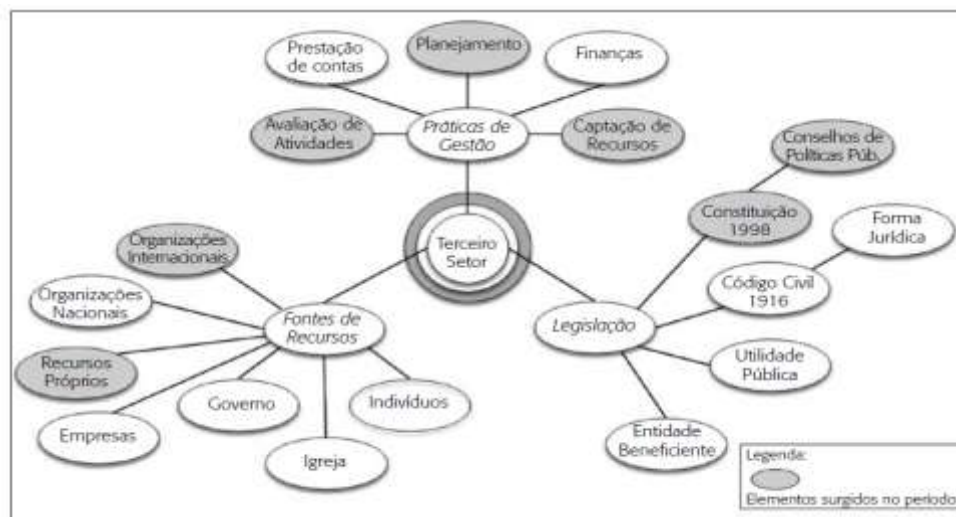 Prestação
de contas
Planejamento
Finanças
Avaliação de
Atividades
Práticas de
Gestão
Captação de
Recursos
Conselhos de
Políticas Púb.
Constituição
1998
Forma
Jurídica
Código Civil
1916
Terceiro
Setor
Organizações
Internacionais
Organizações
Nacionais
Fontes de
Recursos
Legislação
Recursos
Próprios
Utilidade
Pública
Governo
Indivíduos
Empresas
Igreja
Entidade
Beneficiente
Legenda:
Elementos surgidos no período